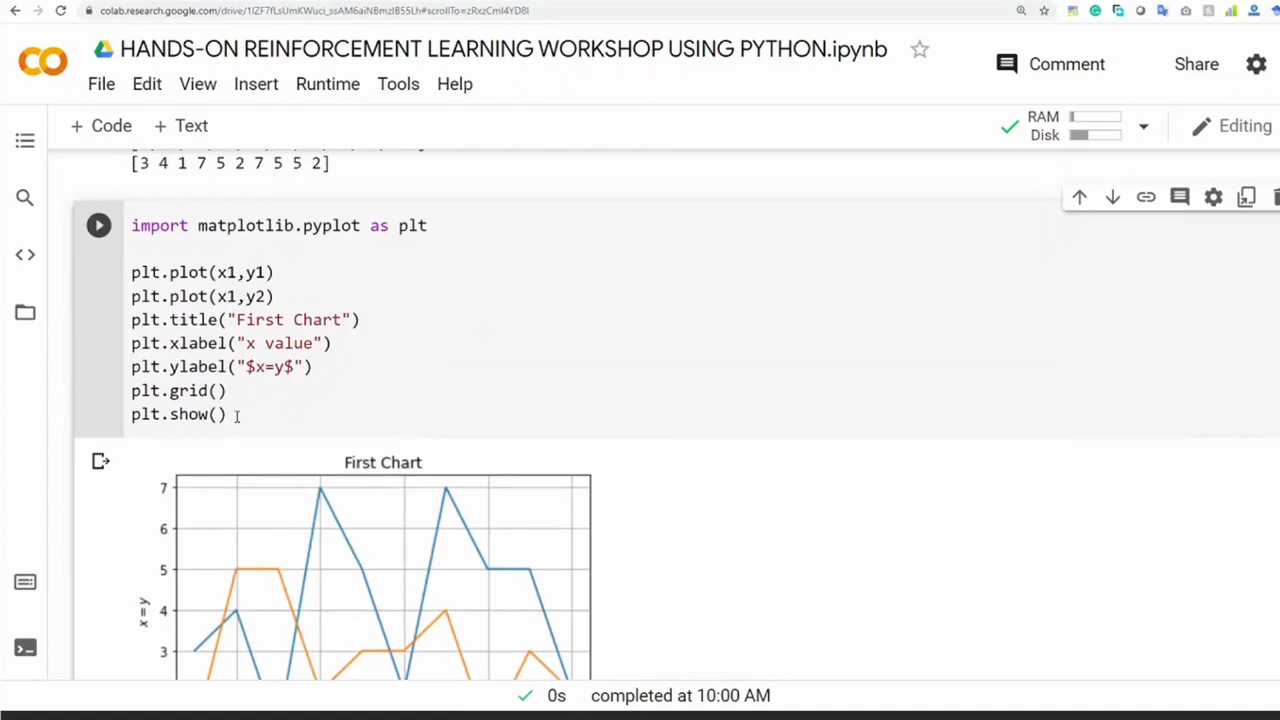 colab.research.google.com/drive/1IZF7fLsUmKWuci_ssAM6aiNBmzIB55Lh#scrollTo=zRxzCmI4YD8I
HANDS-ON REINFORCEMENT LEARNING WORKSHOP USING PYTHON.ipynb
Comment
Share
File Edit View Insert Runtime Tools Help
+ Code + Text
RAM
Disk
Editing
[3 4 1 7 5 2 7 5 5 2]
import matplotlib.pyplot as plt
plt.plot(x1,y1)
plt.plot(x1,y2)
plt.title("First Chart")
plt.xlabel("x value")
plt.ylabel("$x=y$")
plt.grid()
plt.show()
First Chart
7
6
5
4
3
x = y
0s completed at 10:00 AM